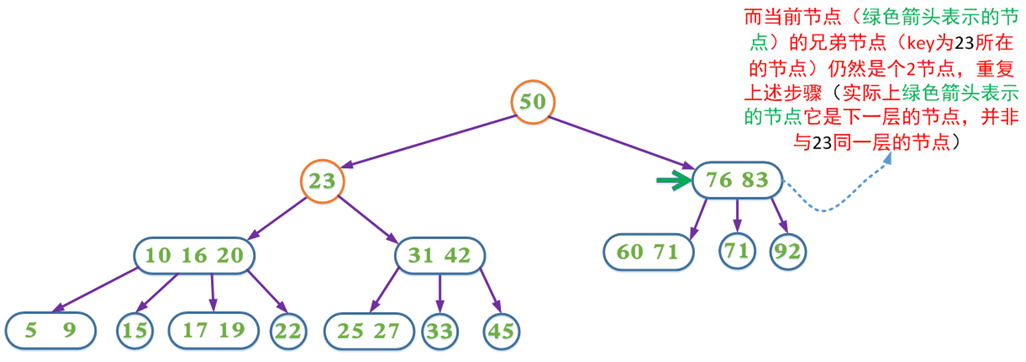 而当前节点（绿色箭头表示的节
点）的兄弟节点（key为23所在
的节点）仍然是个2节点，重复
上述步骤（实际上绿色箭头表示
的节点它是下一层的节点，并非
与23同一层的节点）
50
23
76 83
10 16 20
31 42
60 71
71
92
5 9
15
17 19
22
25 27
33
45